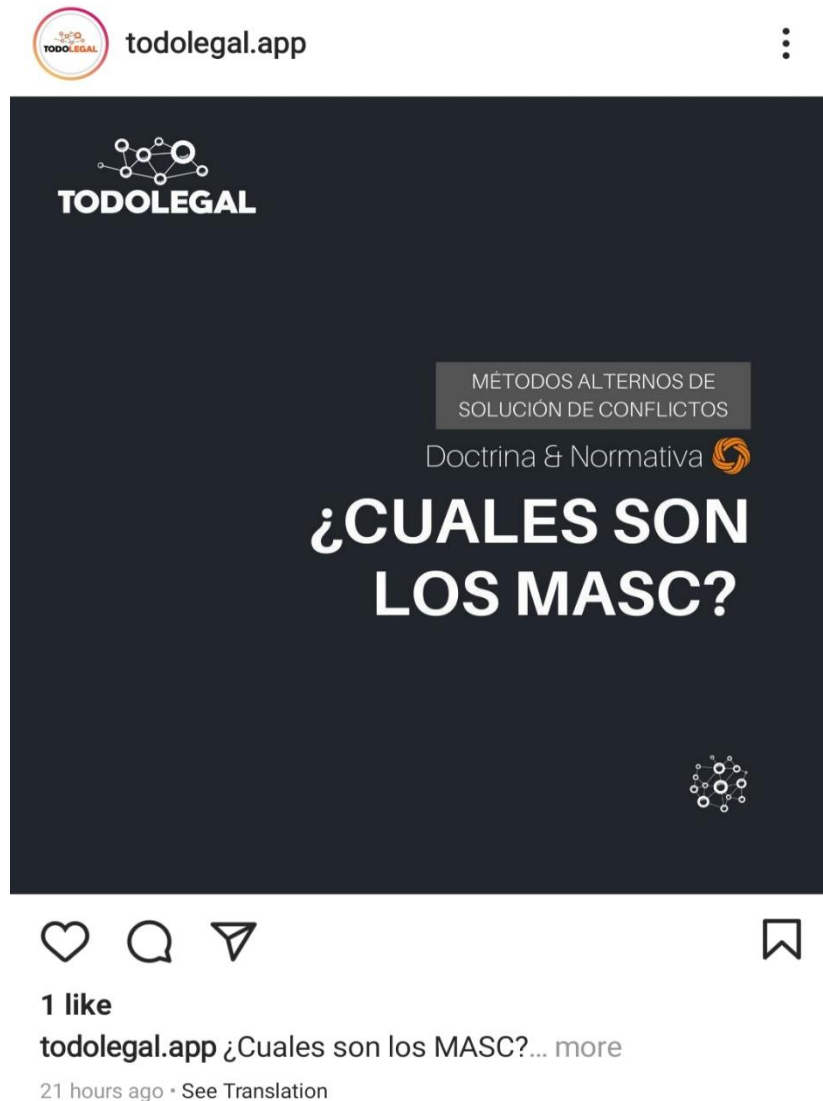 TODOLEGAL
todolegal.app
TODOLEGAL
MÉTODOS ALTERNOS DE
SOLUCIÓN DE CONFLICTOS
Doctrina & Normativa
¿CUALES SON
LOS MASC?
1 like
todolegal.app ¿Cuales son los MASC?... more
21 hours ago • See Translation